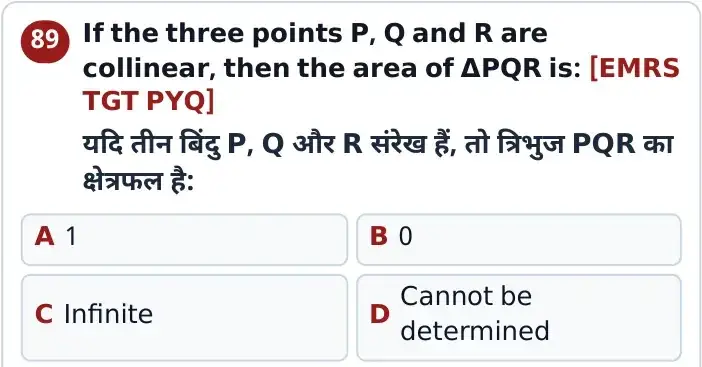 89 If the three points P, Q and R are
collinear, then the area of ΔPQR is: [EMRS
TGT PYQ]
यदि तीन बिंदु P, Q और R संरेख हैं, तो त्रिभुज PQR का
क्षेत्रफल है:
A 1
B 0
C Infinite
D Cannot be
determined